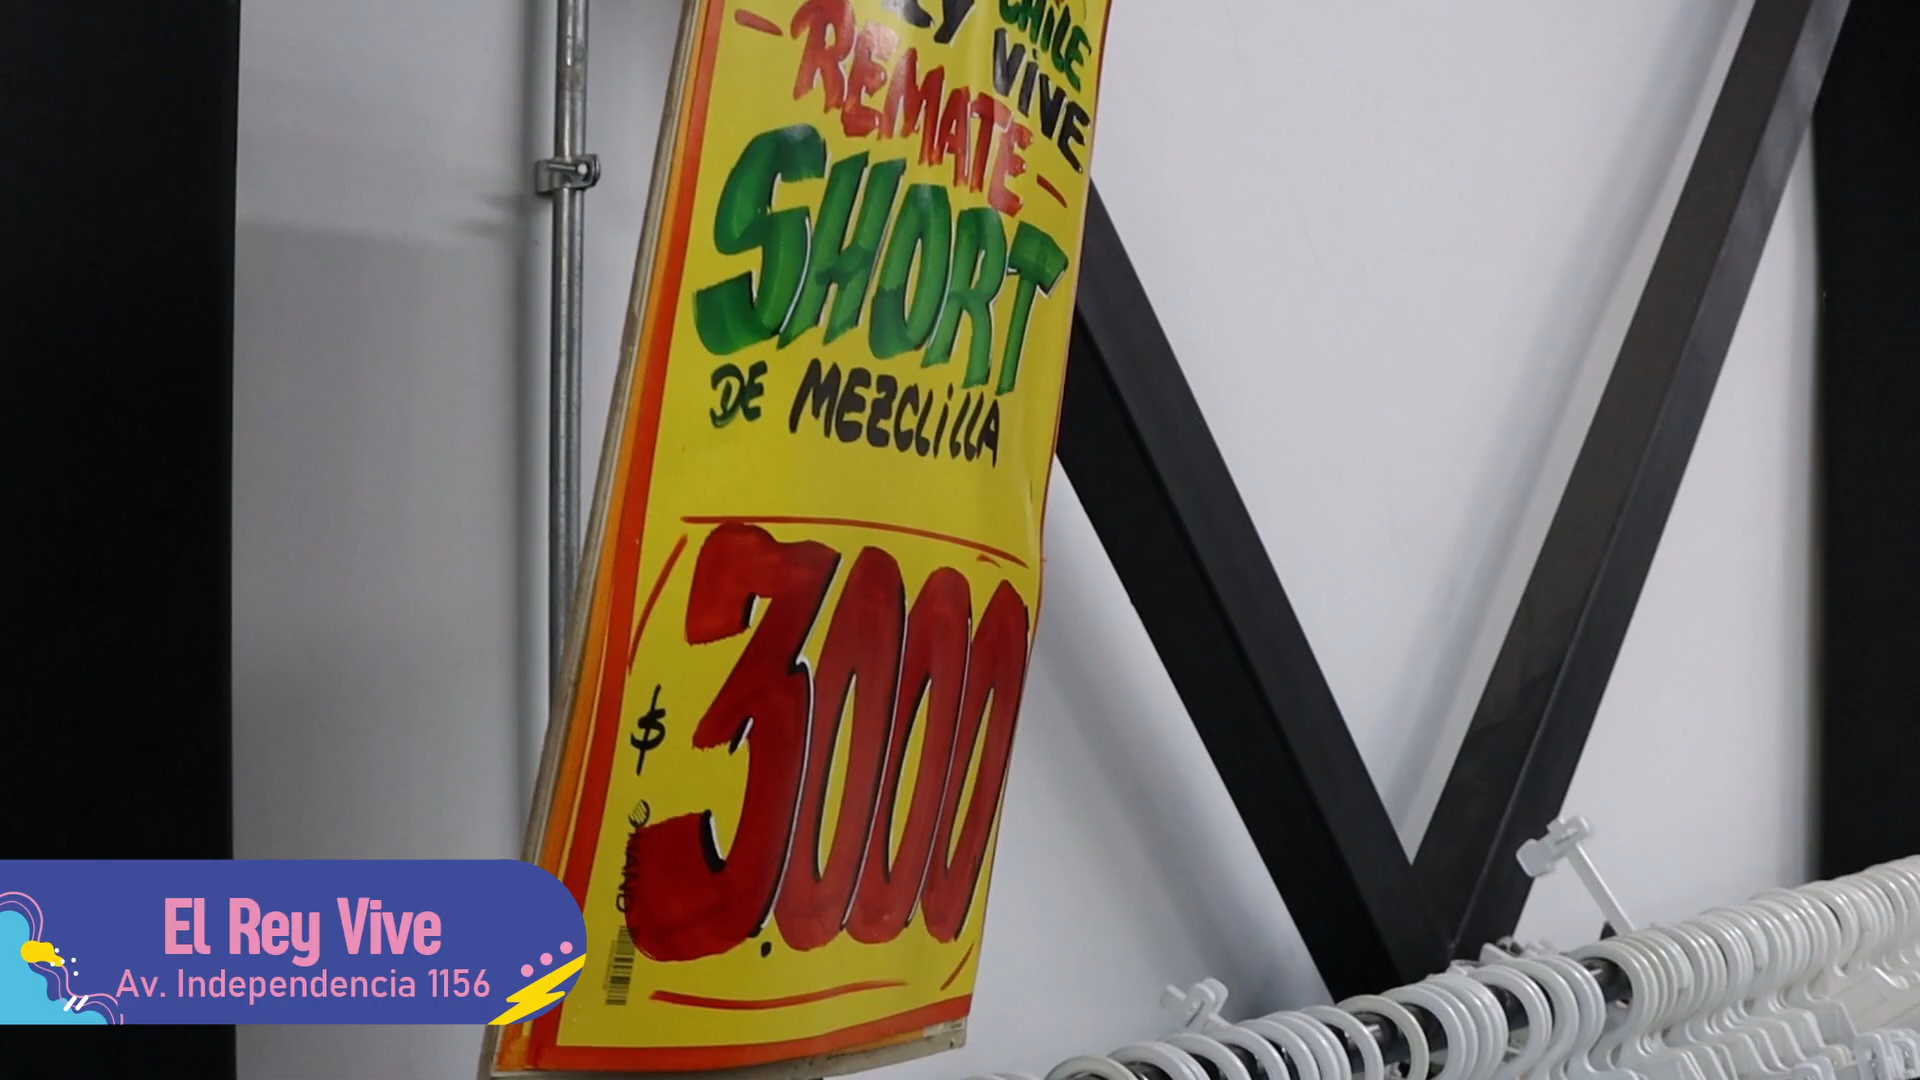 CHILE
VIVE
-REMATE-
SHORT
DE MEZCLILLA
$ 3.000
El Rey Vive
Av. Independencia 1156